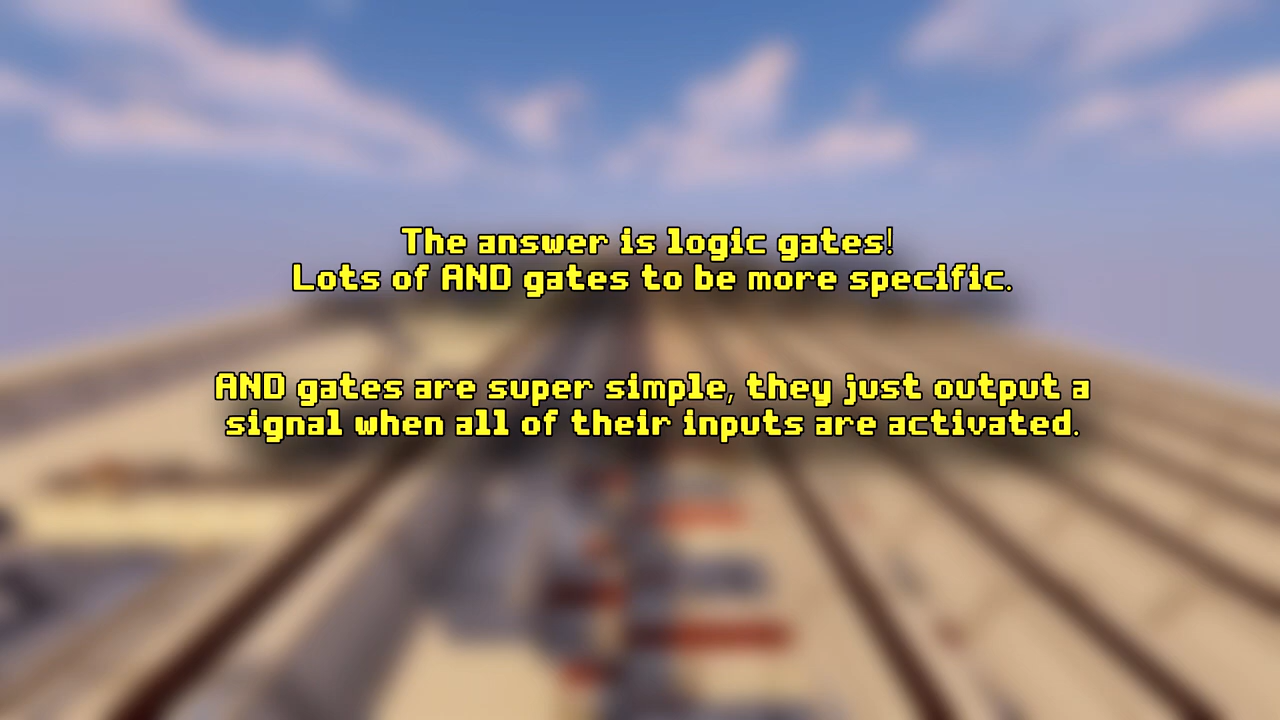 The answer is logic gates!
Lots of AND gates to be more specific.
AND gates are super simple, they just output a
signal when all of their inputs are activated.